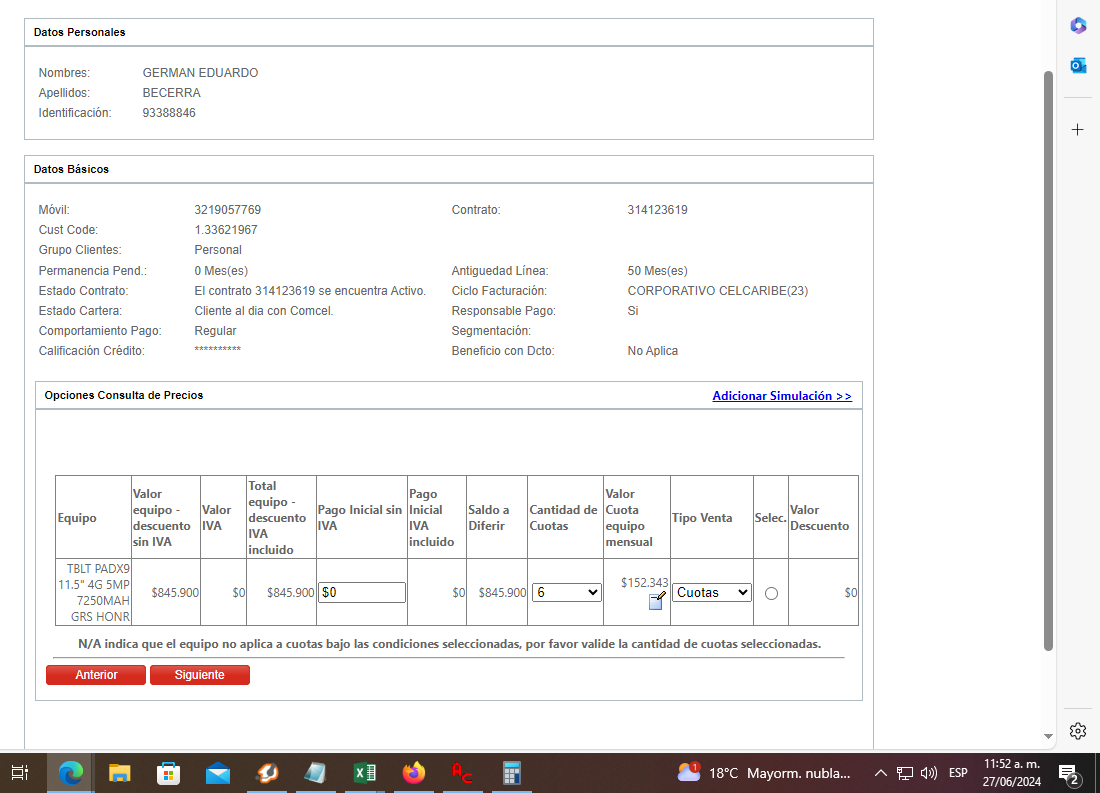 Datos Personales
Nombres: GERMAN EDUARDO
Apellidos: BECERRA
Identificación: 93388846
Datos Básicos
Móvil: 3219057769 Contrato: 314123619
Cust Code: 1.33621967
Grupo Clientes: Personal
Permanencia Pend.: 0 Mes(es) Antiguedad Línea: 50 Mes(es)
Estado Contrato: El contrato 314123619 se encuentra Activo. Ciclo Facturación: CORPORATIVO CELCARIBE(23)
Estado Cartera: Cliente al dia con Comcel. Responsable Pago: Si
Comportamiento Pago: Regular Segmentación:
Calificación Crédito: ********** Beneficio con Dcto: No Aplica
Opciones Consulta de Precios Adicionar Simulación >>
Equipo
Valor
equipo -
descuento
sin IVA
Valor
IVA
Total
equipo -
descuento
IVA
incluido
Pago Inicial sin
IVA
Pago
Inicial
IVA
incluido
Saldo a
Diferir
Cantidad de
Cuotas
Valor
Cuota
equipo
mensual
Tipo Venta
Selec.
Valor
Descuento
TBLT PADX9
11.5" 4G 5MP
7250MAH
GRS HONR
$845.900 $0 $845.900 $0 $0 $845.900 6 $152.343 Cuotas $0
N/A indica que el equipo no aplica a cuotas bajo las condiciones seleccionadas, por favor valide la cantidad de cuotas seleccionadas.
Anterior Siguiente
1 18°C Mayorm. nubla... ESP 11:52 a. m.
27/06/2024 2